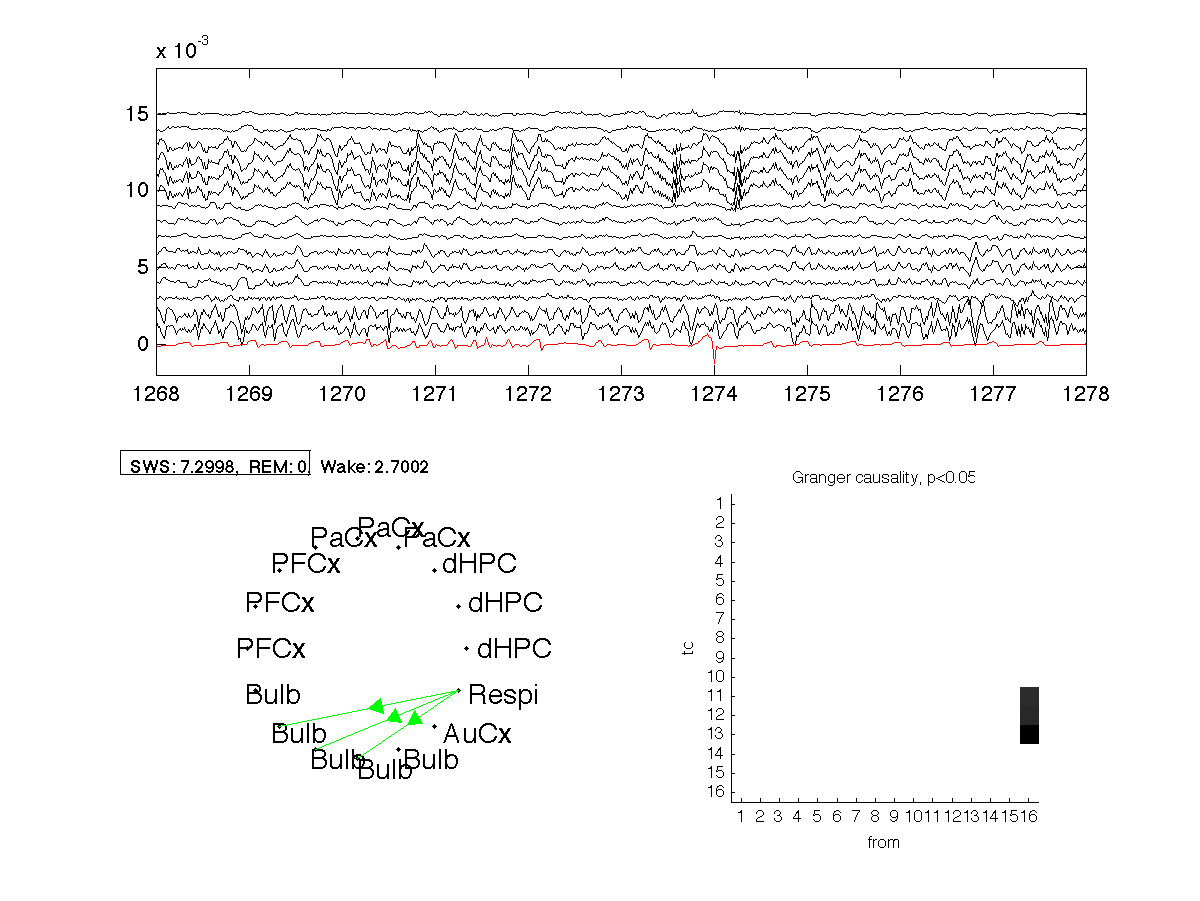 x 10-3
15
10
5
0
1268 1269 1270 1271 1272 1273 1274 1275 1276 1277 1278
SWS: 7.2998, REM: 0, Wake: 2.7002
PaCx
PaCx PaCx
PFCx dHPC
PFCx dHPC
PFCx dHPC
Bulb Respi
Bulb AuCx
Bulb Bulb
Bulb
Granger causality, p<0.05
1
2
3
4
5
6
7
8
9
10
11
12
13
14
15
16
tc
1 2 3 4 5 6 7 8 9 10 11 12 13 14 15 16
from